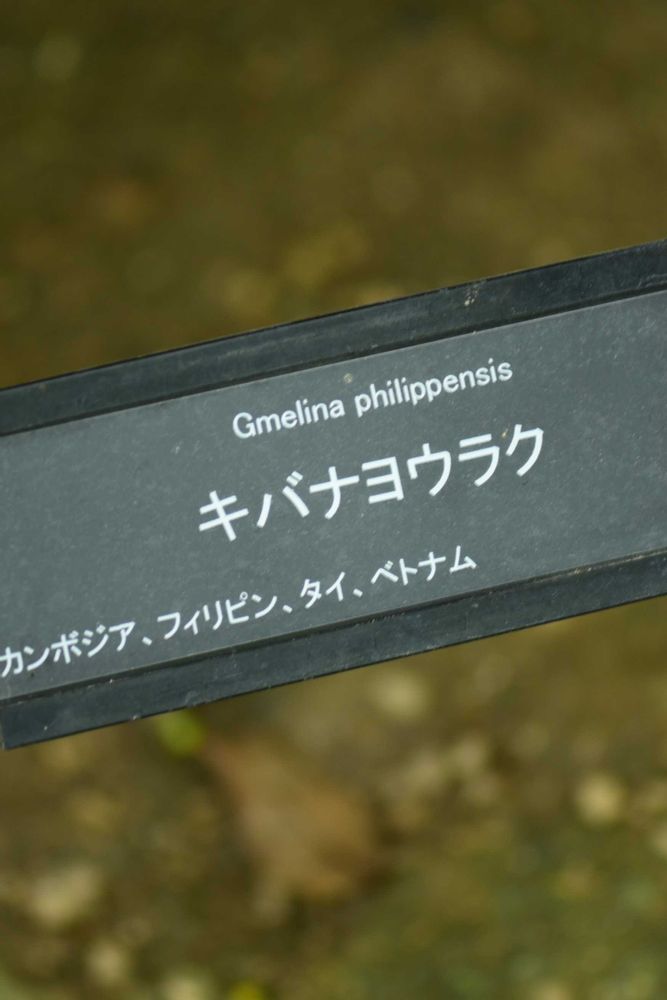 Gmelina philippensis
キバナヨウラク
カンボジア、フィリピン、タイ、ベトナム